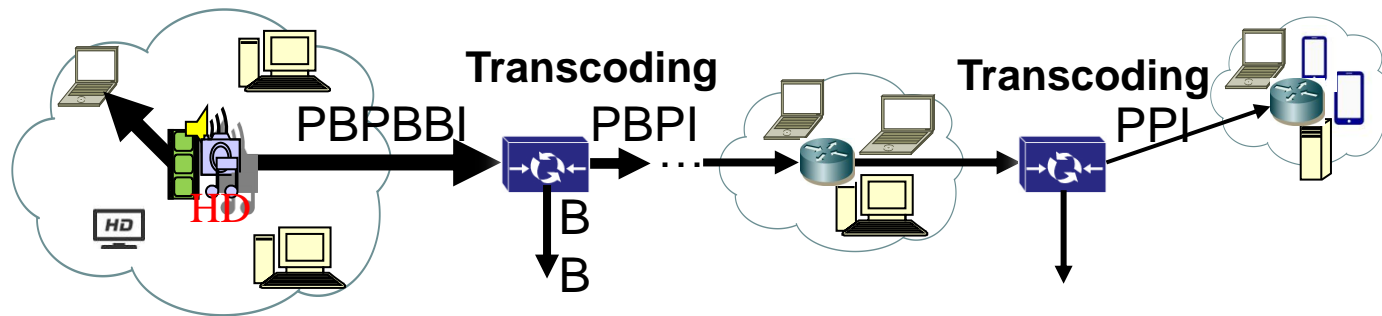 Transcoding
Transcoding
PBPBBI
PBPI
...
PPI
HD
HD
B
B